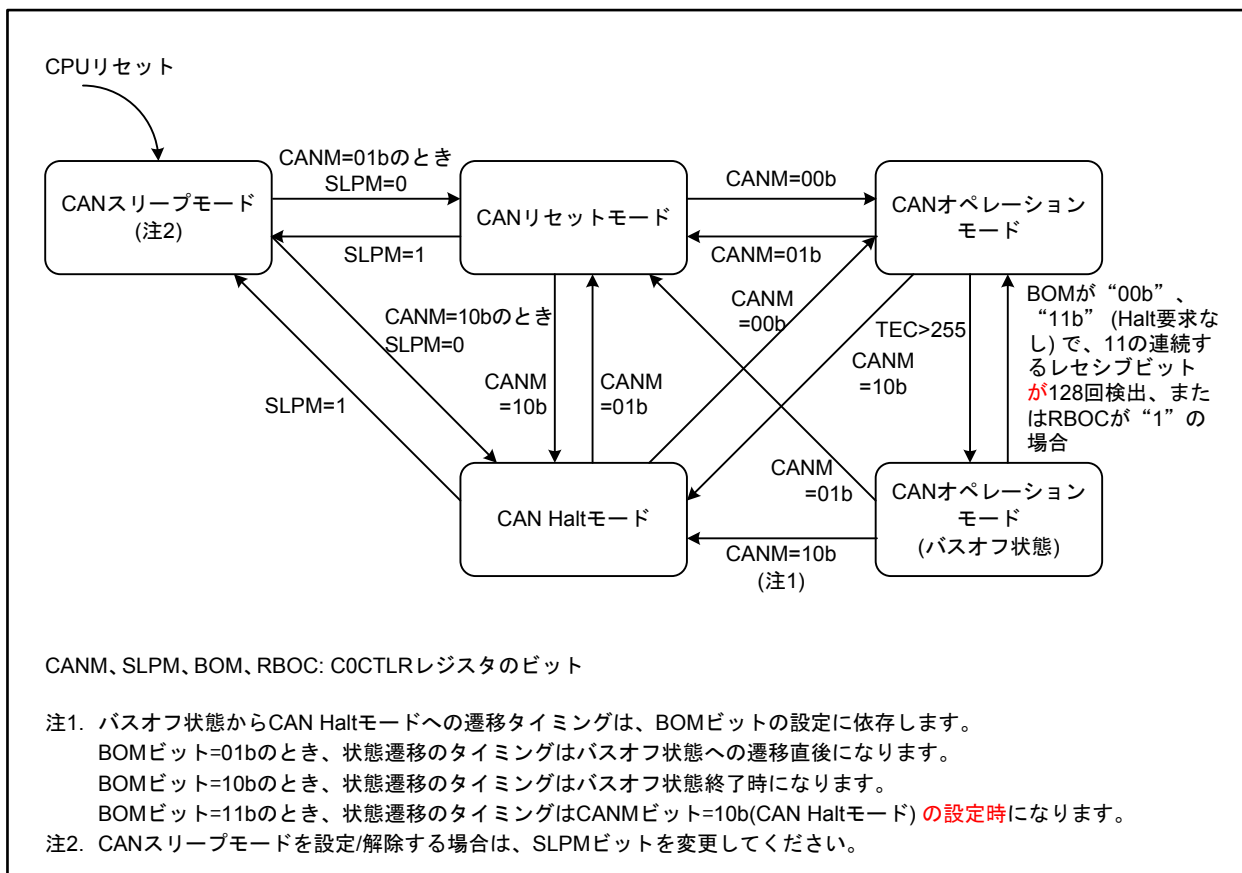 CPUリセット
CANM=01bのとき
SLPM=0
CANスリープモード
(注2)
SLPM=1
CANリセットモード
CANM=00b
CANM=01b
CANオペレーション
モード
CANM=10bのとき
SLPM=0
SLPM=1
CANM
=10b
CANM
=01b
CANM
=00b
TEC>255
CANM
=10b
BOMが“00b”、
“11b” (Halt要求な
し) で、11の連続す
るレセシブビット
が128回検出、また
はRBOCが“1”の
場合
CAN Haltモード
CANM
=01b
CANM=10b
(注1)
CANオペレーション
モード
(バスオフ状態)
CANM、SLPM、BOM、RBOC: C0CTLRレジスタのビット
注1. バスオフ状態からCAN Haltモードへの遷移タイミングは、BOMビットの設定に依存します。
BOMビット=01bのとき、状態遷移のタイミングはバスオフ状態への遷移直後になります。
BOMビット=10bのとき、状態遷移のタイミングはバスオフ状態終了時になります。
BOMビット=11bのとき、状態遷移のタイミングはCANMビット=10b(CAN Haltモード) の設定時になります。
注2. CANスリープモードを設定/解除する場合は、SLPMビットを変更してください。